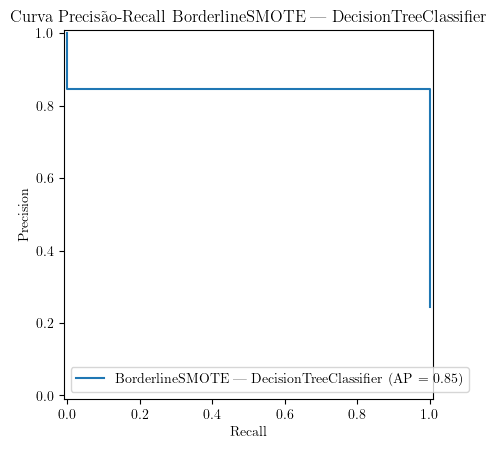 Curva Precisão-Recall BorderlineSMOTE — DecisionTreeClassifier
1.0
0.8
0.6
0.4
0.2
0.0
Precision
BorderlineSMOTE — DecisionTreeClassifier (AP = 0.85)
0.0 0.2 0.4 0.6 0.8 1.0
Recall